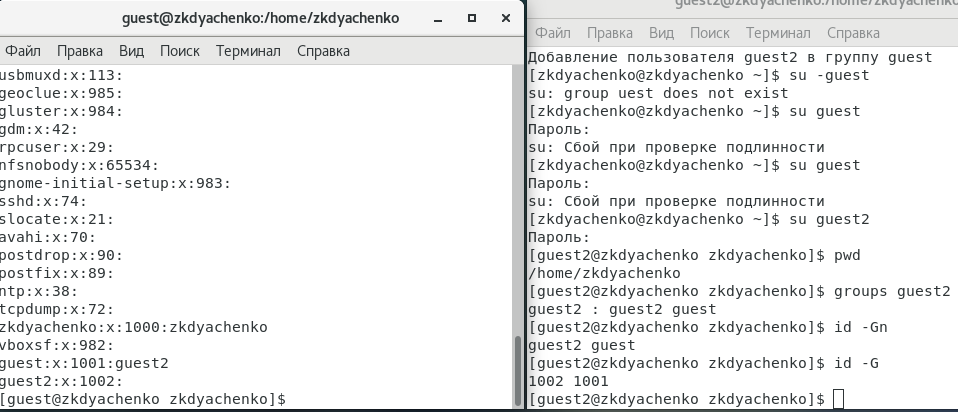 guest@zkdyachenko:/home/zkdyachenko
Файл Правка Вид Поиск Терминал Справка
usbmuxd:x:113:
geoclue:x:985:
gluster:x:984:
gdm:x:42:
rpcuser:x:29:
nfsnobody:x:65534:
gnome-initial-setup:x:983:
sshd:x:74:
slocate:x:21:
avahi:x:70:
postdrop:x:90:
postfix:x:89:
ntp:x:38:
tcpdump:x:72:
zkdyachenko:x:1000:zkdyachenko
vboxsf:x:982:
guest:x:1001:guest2
guest2:x:1002:
[guest@zkdyachenko zkdyachenko]$
guest2@zkdyachenko:/home/zkdyachenko
Файл Правка Вид Поиск Терминал Справка
Добавление пользователя guest2 в группу guest
[zkdyachenko@zkdyachenko ~]$ su -guest
su: group uest does not exist
[zkdyachenko@zkdyachenko ~]$ su guest
Пароль:
su: Сбой при проверке подлинности
[zkdyachenko@zkdyachenko ~]$ su guest
Пароль:
su: Сбой при проверке подлинности
[zkdyachenko@zkdyachenko ~]$ su guest2
Пароль:
[guest2@zkdyachenko zkdyachenko]$ pwd
/home/zkdyachenko
[guest2@zkdyachenko zkdyachenko]$ groups guest2
guest2 : guest2 guest
[guest2@zkdyachenko zkdyachenko]$ id -Gn
guest2 guest
[guest2@zkdyachenko zkdyachenko]$ id -G
1002 1001
[guest2@zkdyachenko zkdyachenko]$